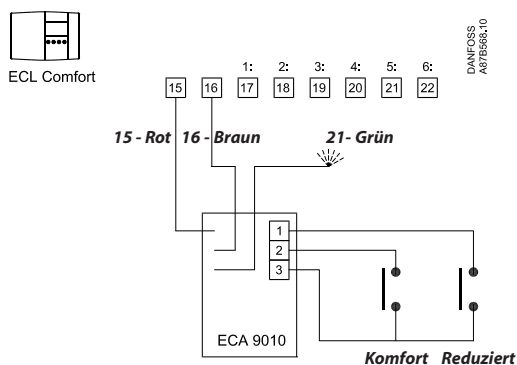 DANFOSS
A87B568.10
ECL Comfort
1: 2: 3: 4: 5: 6:
15 16 17 18 19 20 21 22
15 - Rot 16 - Braun 21- Grün
1
2
3
ECA 9010
Komfort Reduziert